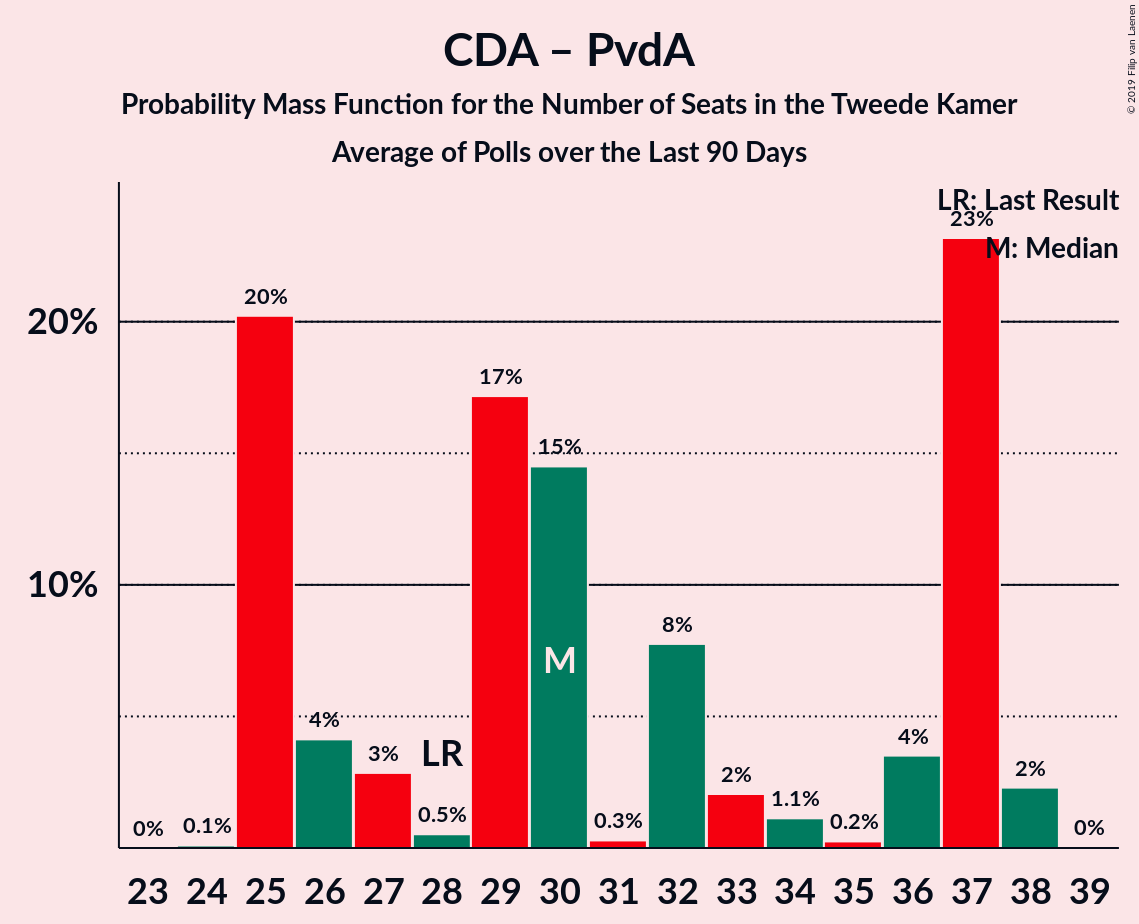 CDA – PvdA
Probability Mass Function for the Number of Seats in the Tweede Kamer
Average of Polls over the Last 90 Days
© 2019 Filip van Laenen
LR: Last Result
M: Median
20%
10%
0%
0.1%
20%
4%
3%
0.5%
17%
15%
0.3%
8%
2%
1.1%
0.2%
4%
23%
2%
0%
LR
M
23 24 25 26 27 28 29 30 31 32 33 34 35 36 37 38 39